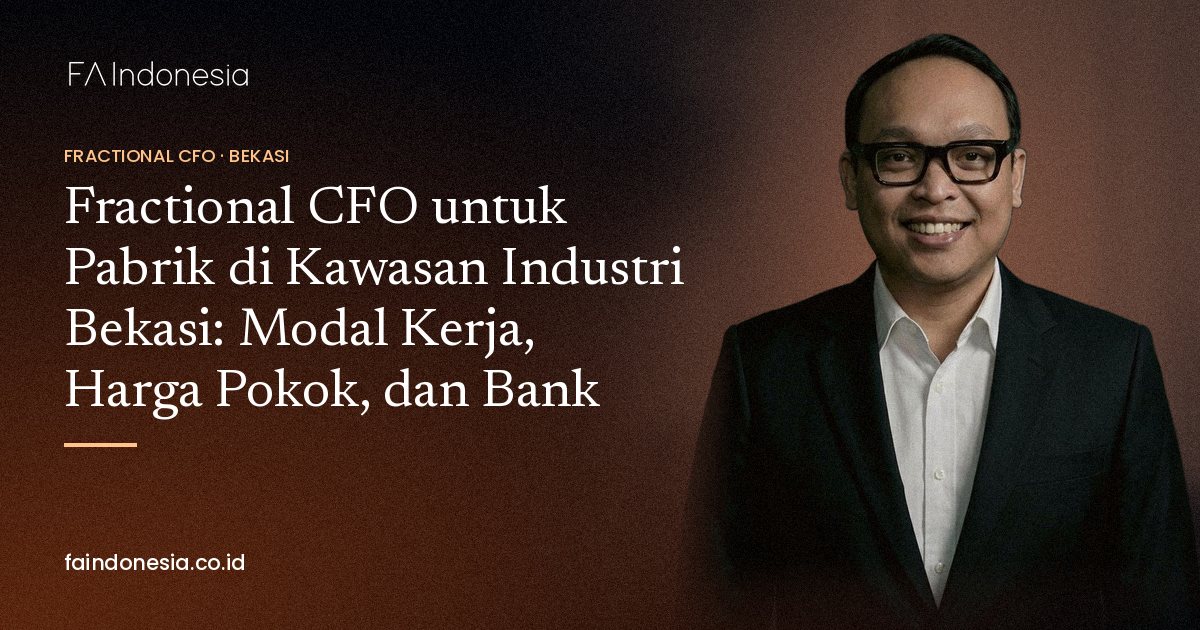 FA Indonesia
FRACTIONAL CFO · BEKASI
Fractional CFO untuk
Pabrik di Kawasan Industri
Bekasi: Modal Kerja,
Harga Pokok, dan Bank
faindonesia.co.id